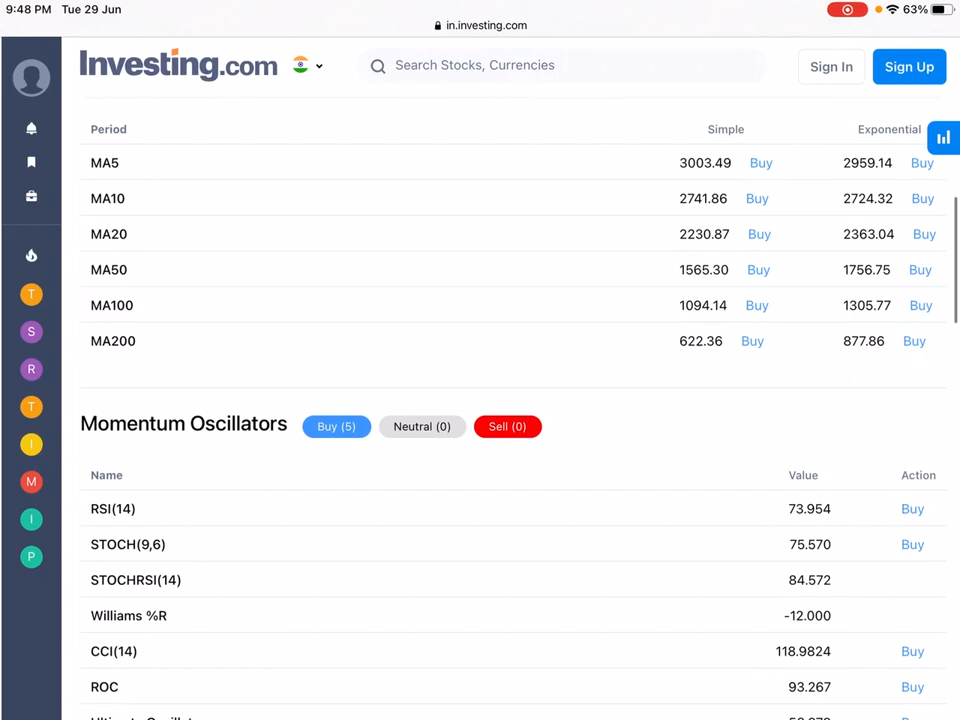 9:48 PM Tue 29 Jun 63%
in.investing.com
Investing.com Search Stocks, Currencies Sign In Sign Up
Period Simple Exponential
MA5 3003.49 Buy 2959.14 Buy
MA10 2741.86 Buy 2724.32 Buy
MA20 2230.87 Buy 2363.04 Buy
MA50 1565.30 Buy 1756.75 Buy
MA100 1094.14 Buy 1305.77 Buy
MA200 622.36 Buy 877.86 Buy
T
S
R
T
I
M
I
P
Momentum Oscillators Buy (5) Neutral (0) Sell (0)
Name Value Action
RSI(14) 73.954 Buy
STOCH(9,6) 75.570 Buy
STOCHRSI(14) 84.572
Williams %R -12.000
CCI(14) 118.9824 Buy
ROC 93.267 Buy